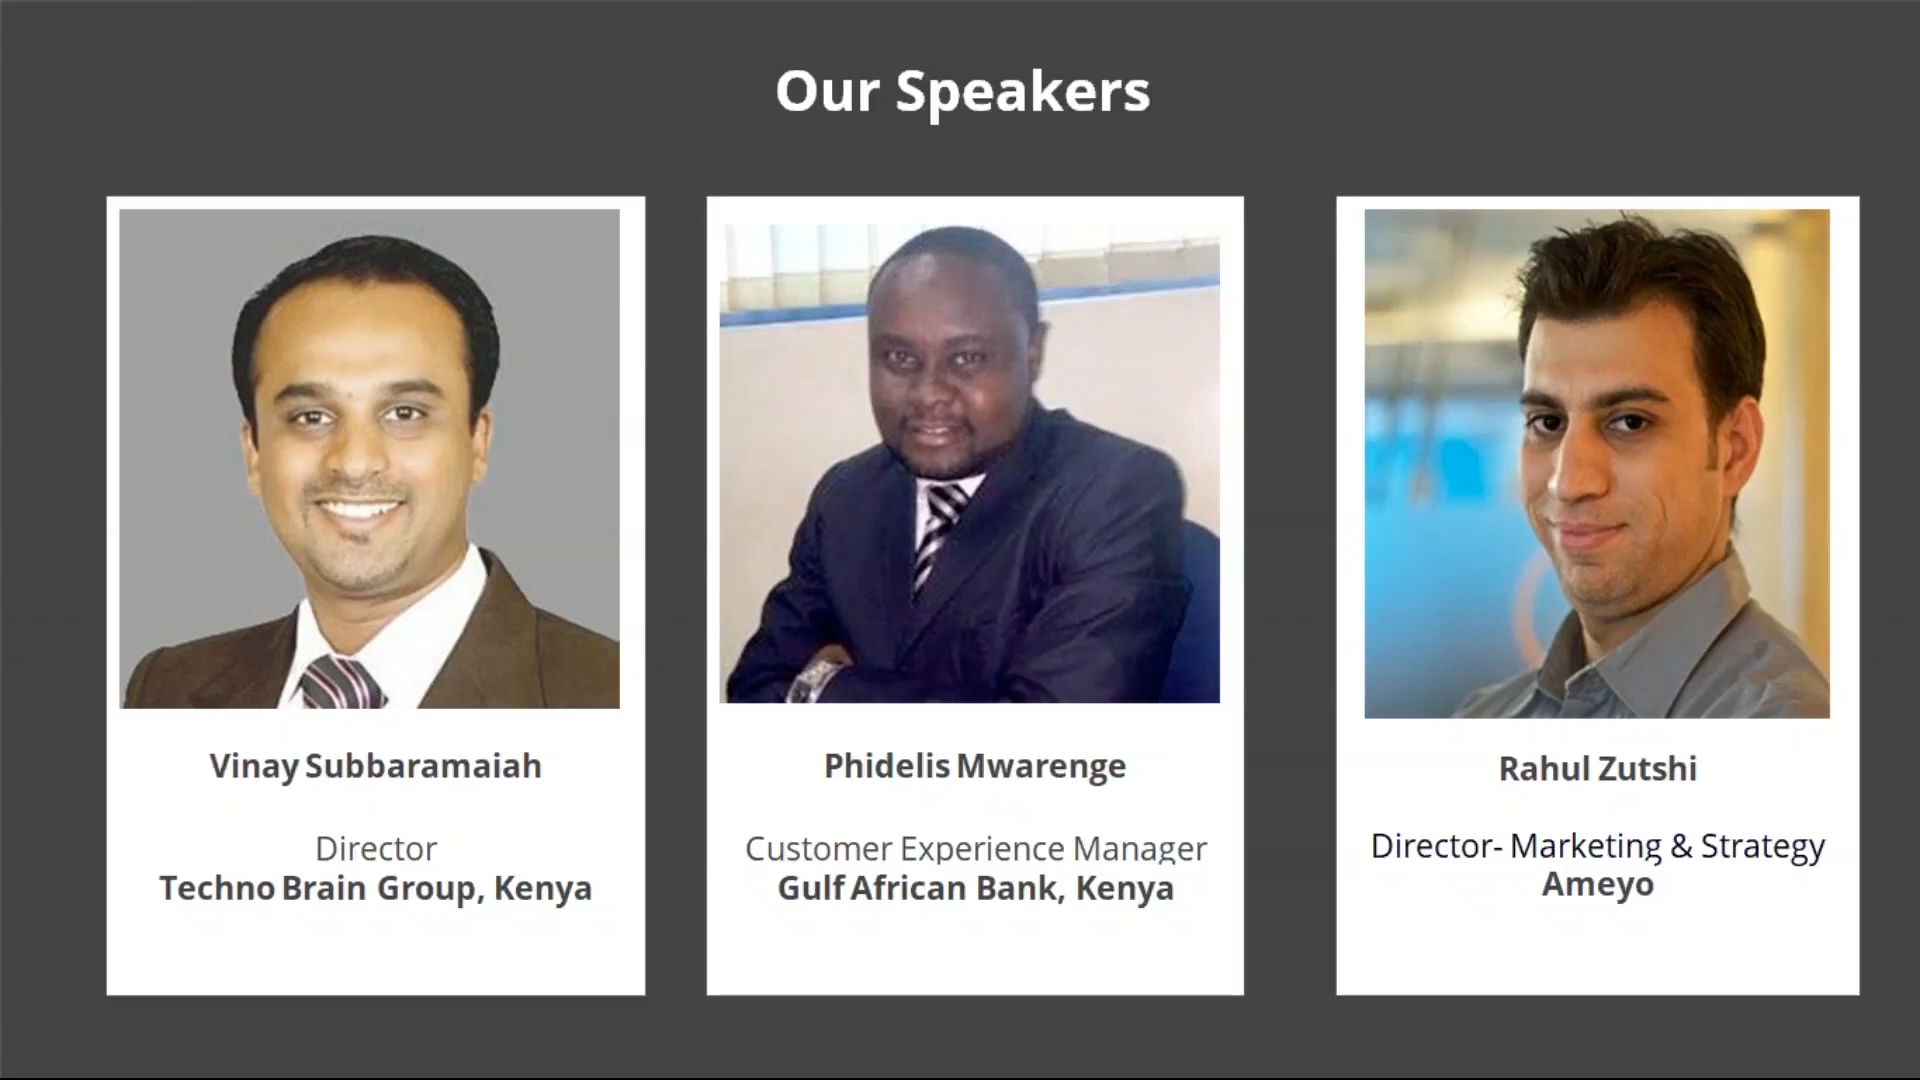 Our Speakers
Vinay Subbaramaiah
Director
Techno Brain Group, Kenya
Phidelis Mwarenge
Customer Experience Manager
Gulf African Bank, Kenya
Rahul Zutshi
Director- Marketing & Strategy
Ameyo